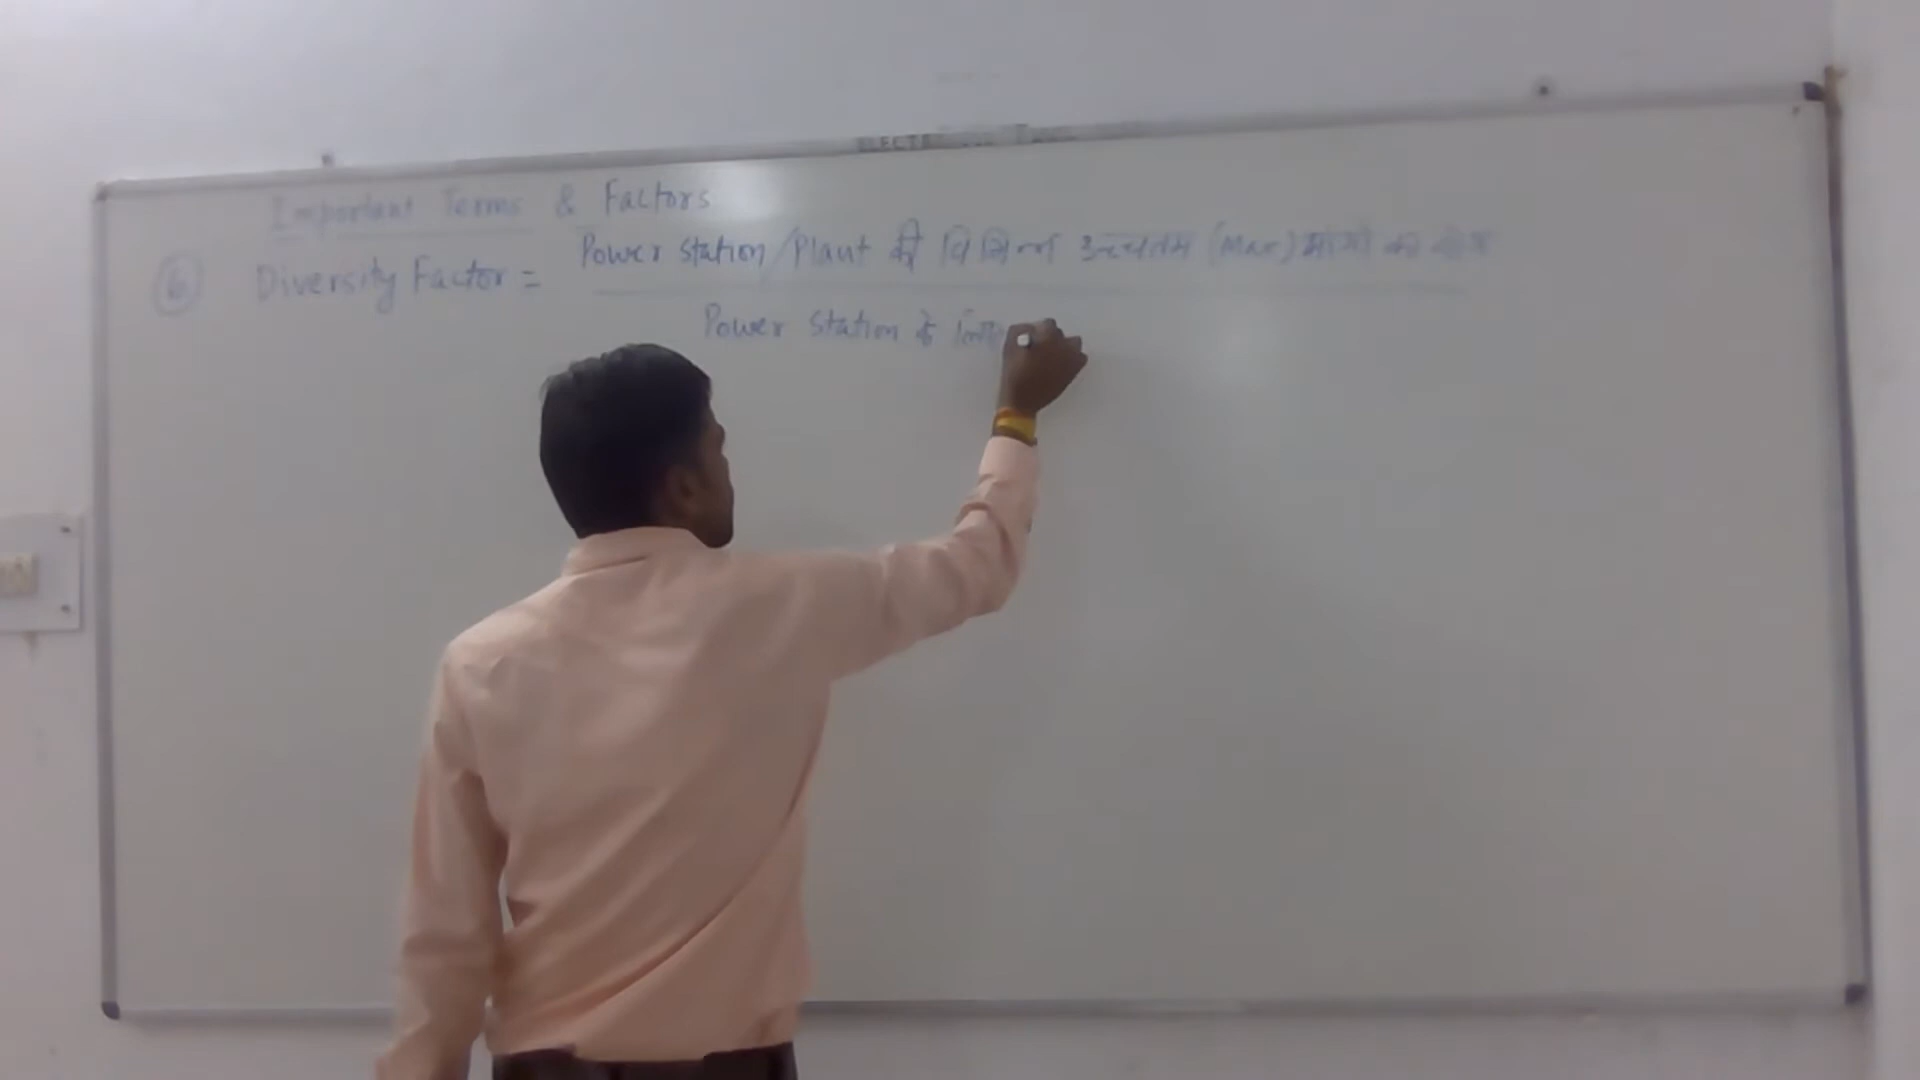 Important Terms & Factors
Power station/Plant की विभिन्न उच्चतम (Max) मांगो का योग
⑥ Diversity Factor =
Power Station के